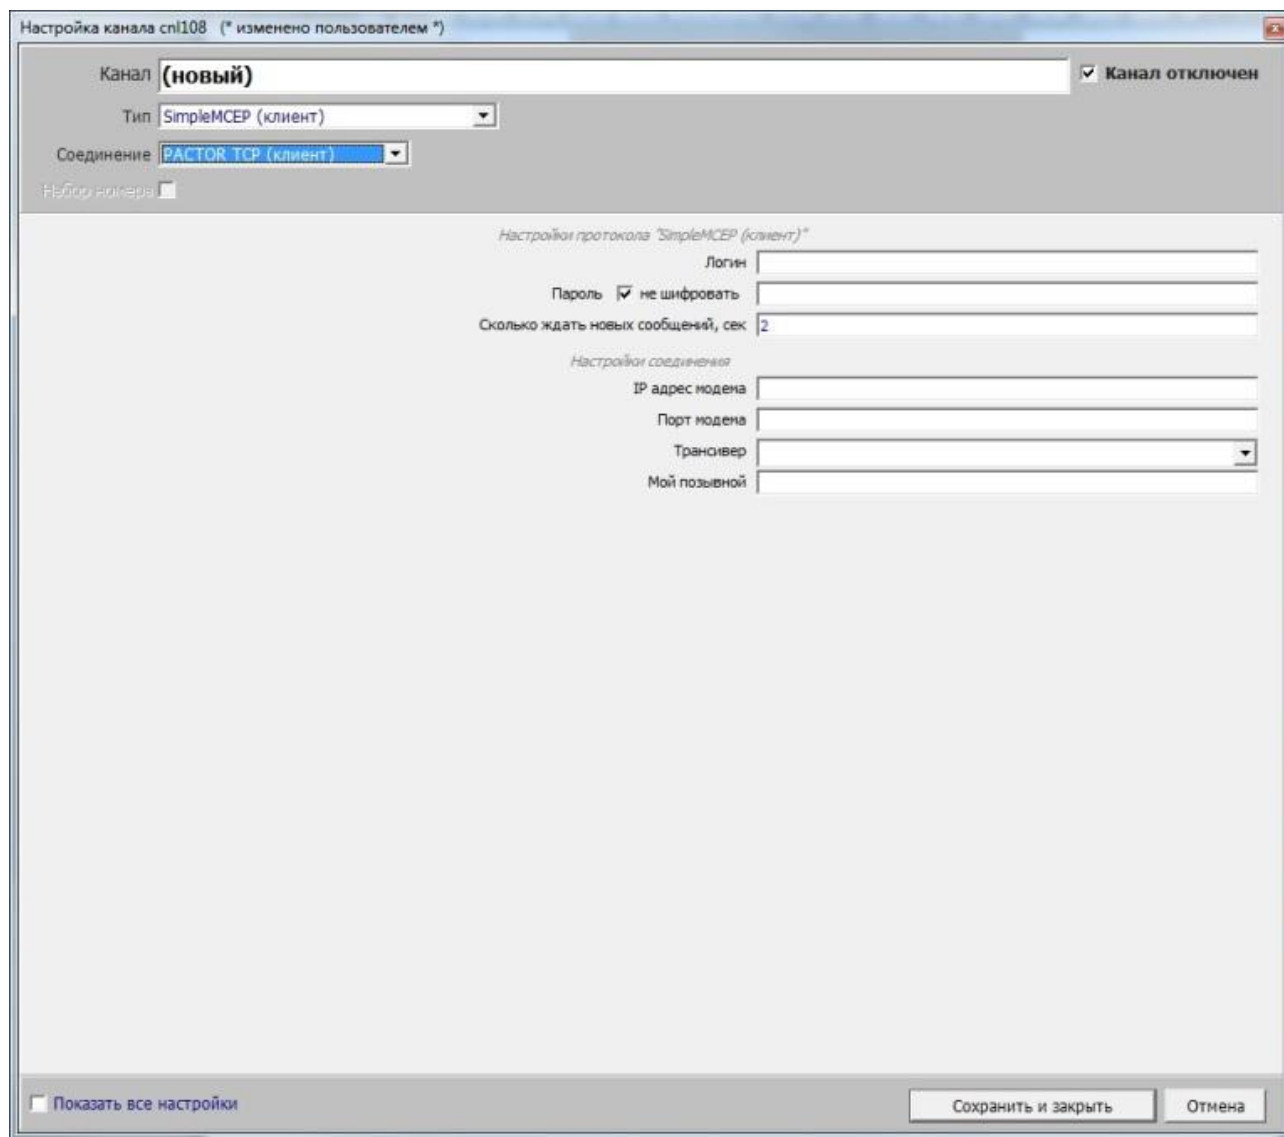 Настройка канала cnl108 (* изменено пользователем *)
Канал (новый) Канал отключен
Тип SimpleMCEP (клиент)
Соединение PACTOR TCP (клиент)
Набор номера
Настройки протокола "SimpleMCEP (клиент)"
Логин
Пароль не шифровать
Сколько ждать новых сообщений, сек 2
Настройки соединения
IP адрес модема
Порт модема
Трансивер
Мой позывной
Показать все настройки Сохранить и закрыть Отмена